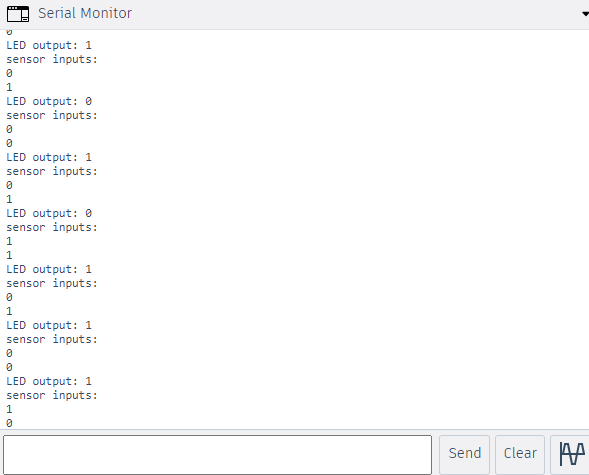 Serial Monitor
0
LED output: 1
sensor inputs:
0
1
LED output: 0
sensor inputs:
0
0
LED output: 1
sensor inputs:
0
1
LED output: 0
sensor inputs:
1
1
LED output: 1
sensor inputs:
0
1
LED output: 1
sensor inputs:
0
0
LED output: 1
sensor inputs:
1
0
Send
Clear